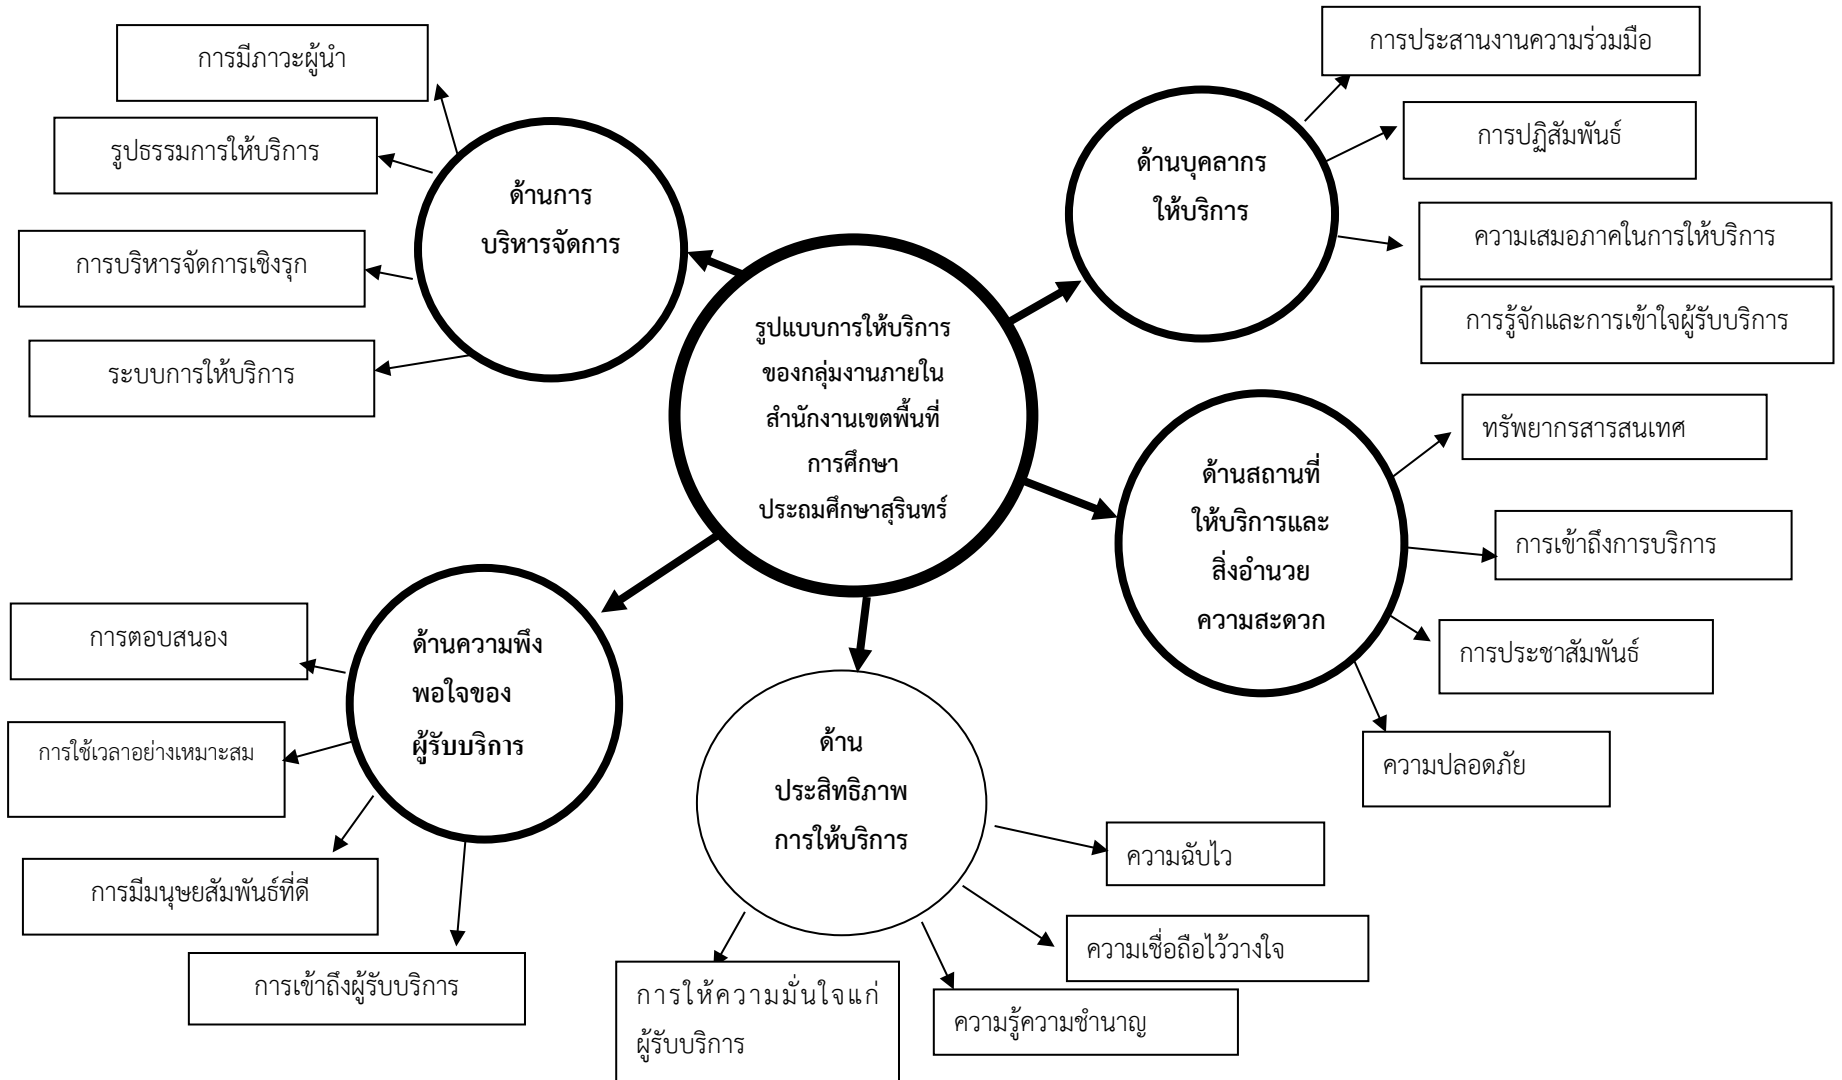 การมีภาวะผู้นำ
รูปธรรมการให้บริการ
การบริหารจัดการเชิงรุก
ระบบการให้บริการ
ด้านการ
บริหารจัดการ
รูปแบบการให้บริการ
ของกลุ่มงานภายใน
สำนักงานเขตพื้นที่
การศึกษา
ประถมศึกษาสุรินทร์
ด้านบุคลากร
ให้บริการ
การประสานงานความร่วมมือ
การปฏิสัมพันธ์
ความเสมอภาคในการให้บริการ
การรู้จักและการเข้าใจผู้รับบริการ
ด้านสถานที่
ให้บริการและ
สิ่งอำนวย
ความสะดวก
ทรัพยากรสารสนเทศ
การเข้าถึงการบริการ
การประชาสัมพันธ์
ความปลอดภัย
ด้านความพึง
พอใจของ
ผู้รับบริการ
การตอบสนอง
การใช้เวลาอย่างเหมาะสม
การมีมนุษยสัมพันธ์ที่ดี
การเข้าถึงผู้รับบริการ
ด้าน
ประสิทธิภาพ
การให้บริการ
ความฉับไว
ความเชื่อถือไว้วางใจ
ความรู้ความชำนาญ
การให้ความมั่นใจแก่
ผู้รับบริการ